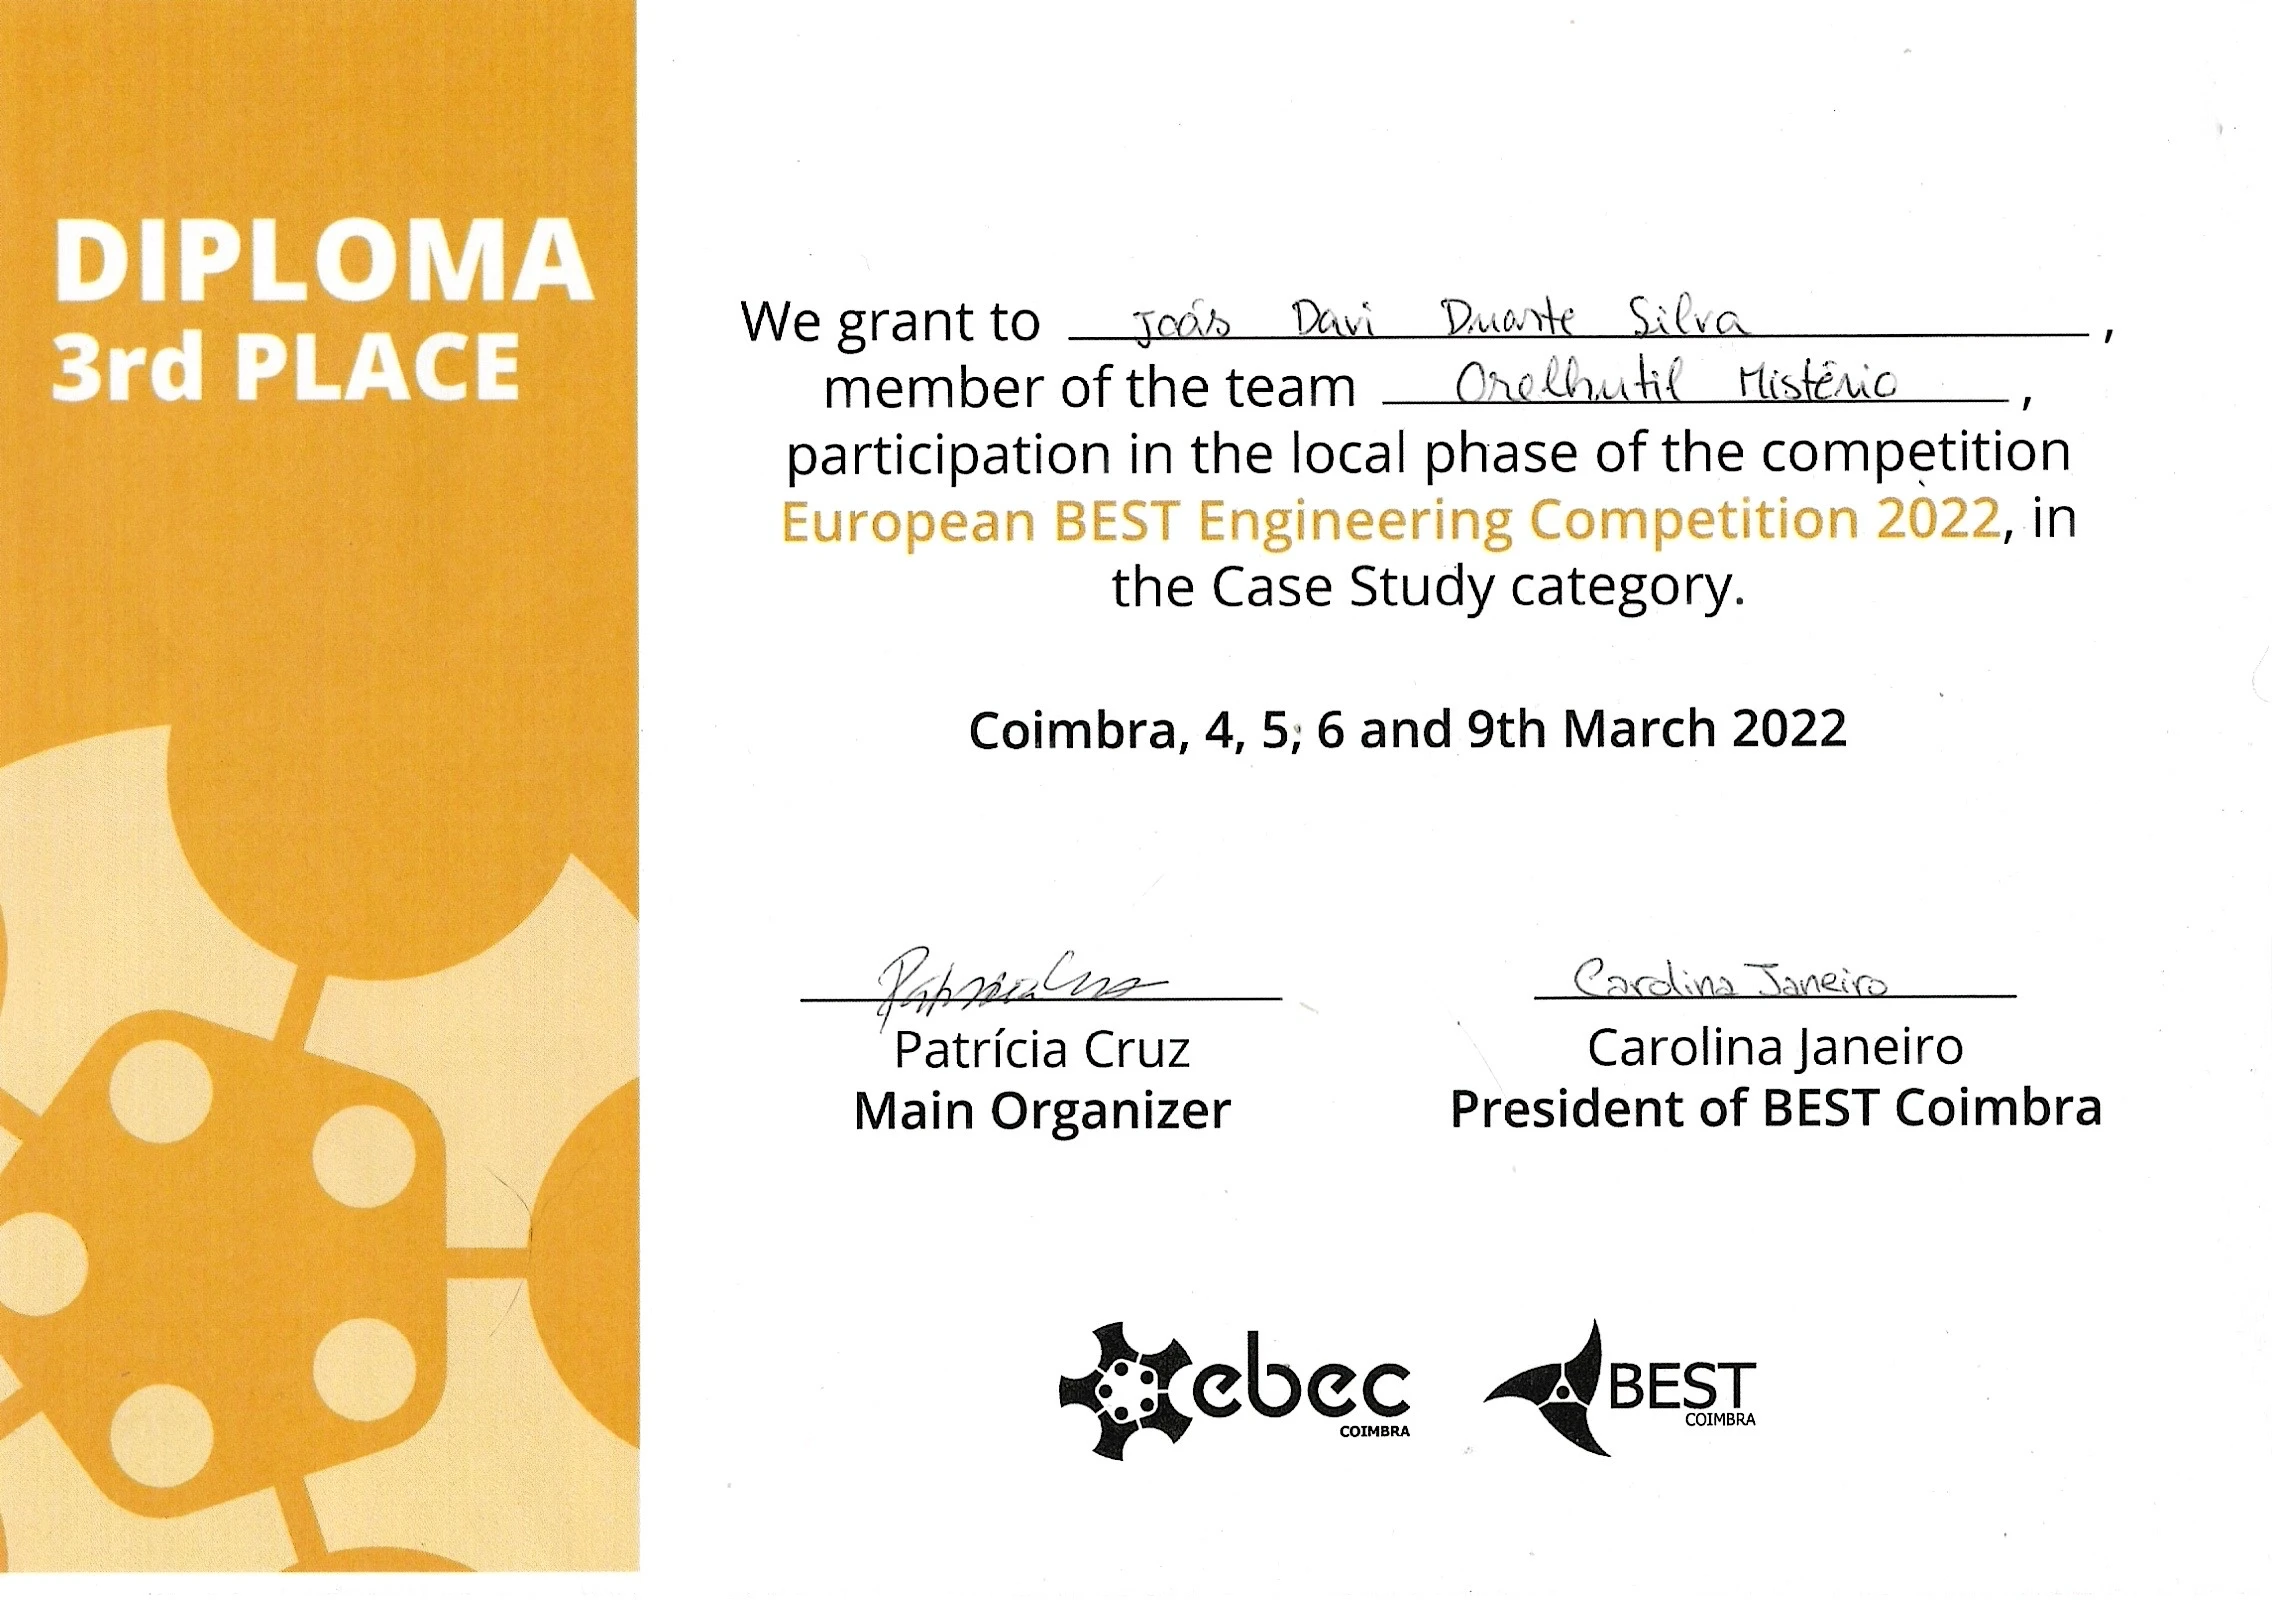 DIPLOMA
3rd PLACE
We grant to Joás Davi Duarte Silva,
member of the team Orelhutil Mistério,
participation in the local phase of the competition
European BEST Engineering Competition 2022, in
the Case Study category.
Coimbra, 4, 5, 6 and 9th March 2022
Patrícia Cruz
Carolina Janeiro
Patrícia Cruz
Main Organizer
Carolina Janeiro
President of BEST Coimbra
ebec
COIMBRA
BEST
COIMBRA